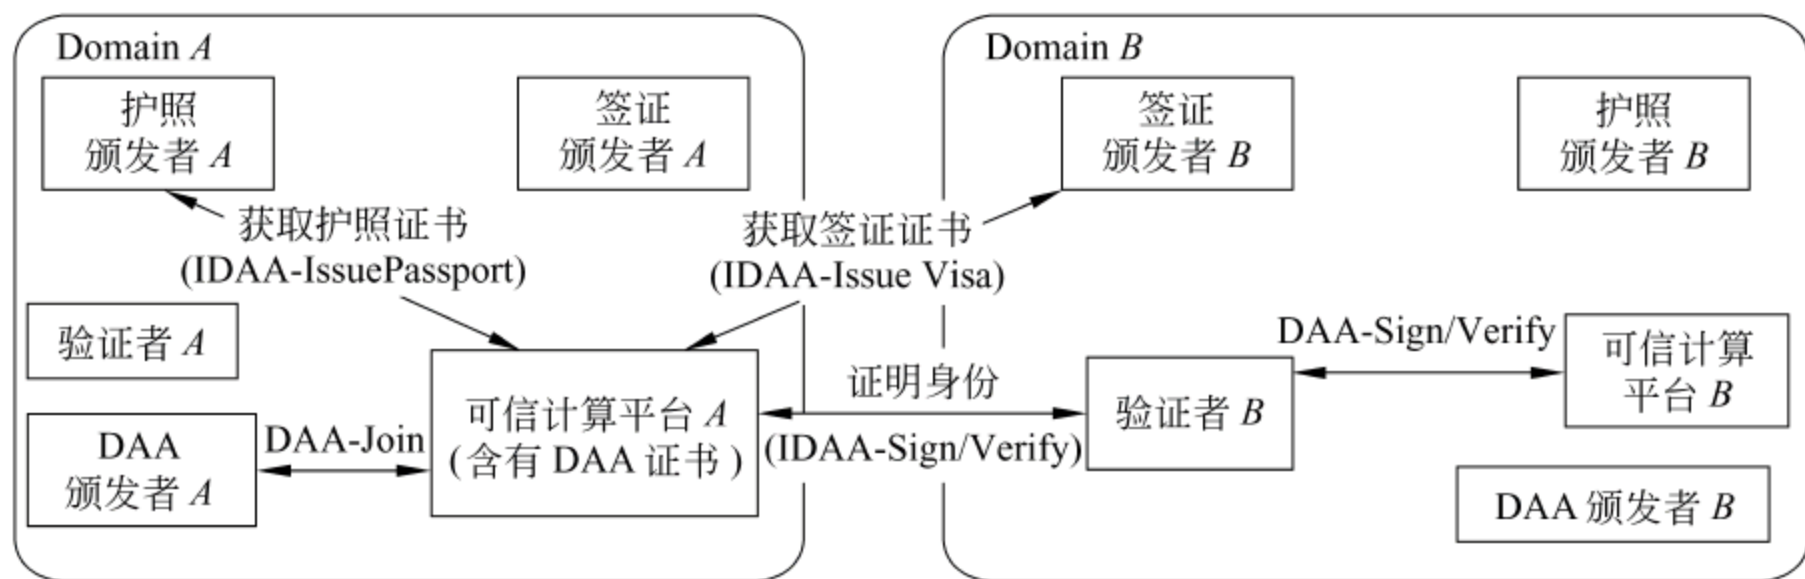 Domain A
护照
颁发者 A
签证
颁发者 A
获取护照证书
(IDAA-IssuePassport)
验证者 A
DAA
颁发者 A
DAA-Join
可信计算平台 A
(含有 DAA 证书)
获取签证证书
(IDAA-Issue Visa)
证明身份
(IDAA-Sign/Verify)
Domain B
签证
颁发者 B
护照
颁发者 B
验证者 B
DAA-Sign/Verify
可信计算
平台 B
DAA 颁发者 B